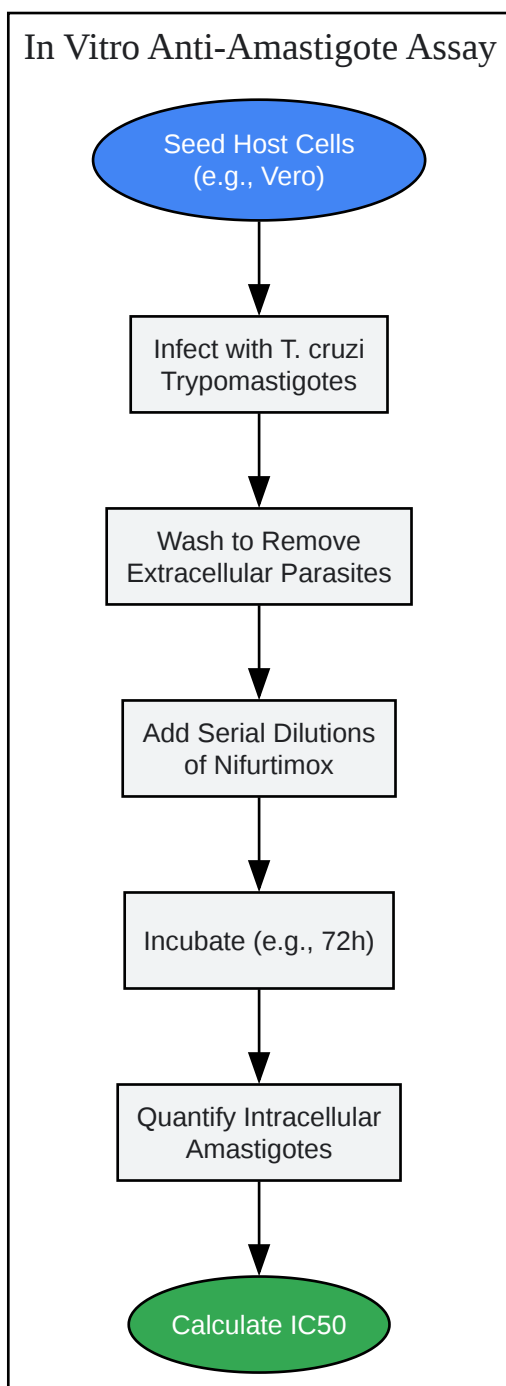 In Vitro Anti-Amastigote Assay
Seed Host Cells
(e.g., Vero)
Infect with T. cruzi
Trypomastigotes
Wash to Remove
Extracellular Parasites
Add Serial Dilutions
of Nifurtimox
Incubate (e.g., 72h)
Quantify Intracellular
Amastigotes
Calculate IC50